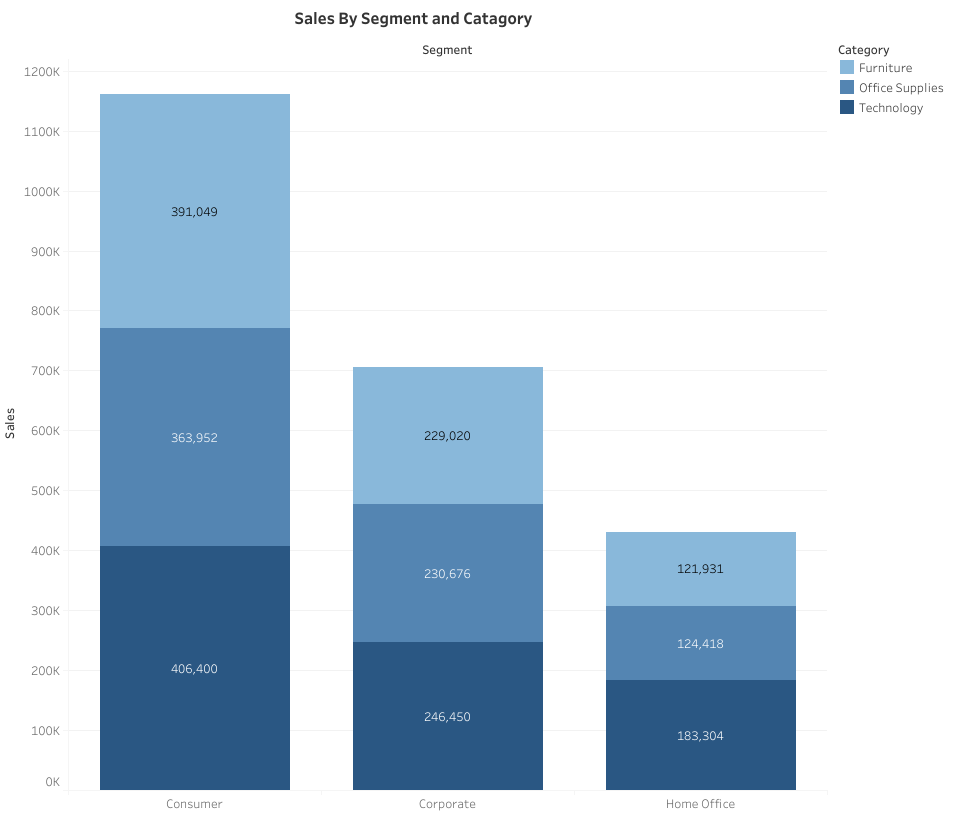 Sales By Segment and Catagory
Segment
Category
Furniture
Office Supplies
Technology
Sales
1200K
1100K
1000K
900K
800K
700K
600K
500K
400K
300K
200K
100K
0K
391,049
363,952
406,400
229,020
230,676
246,450
121,931
124,418
183,304
Consumer
Corporate
Home Office